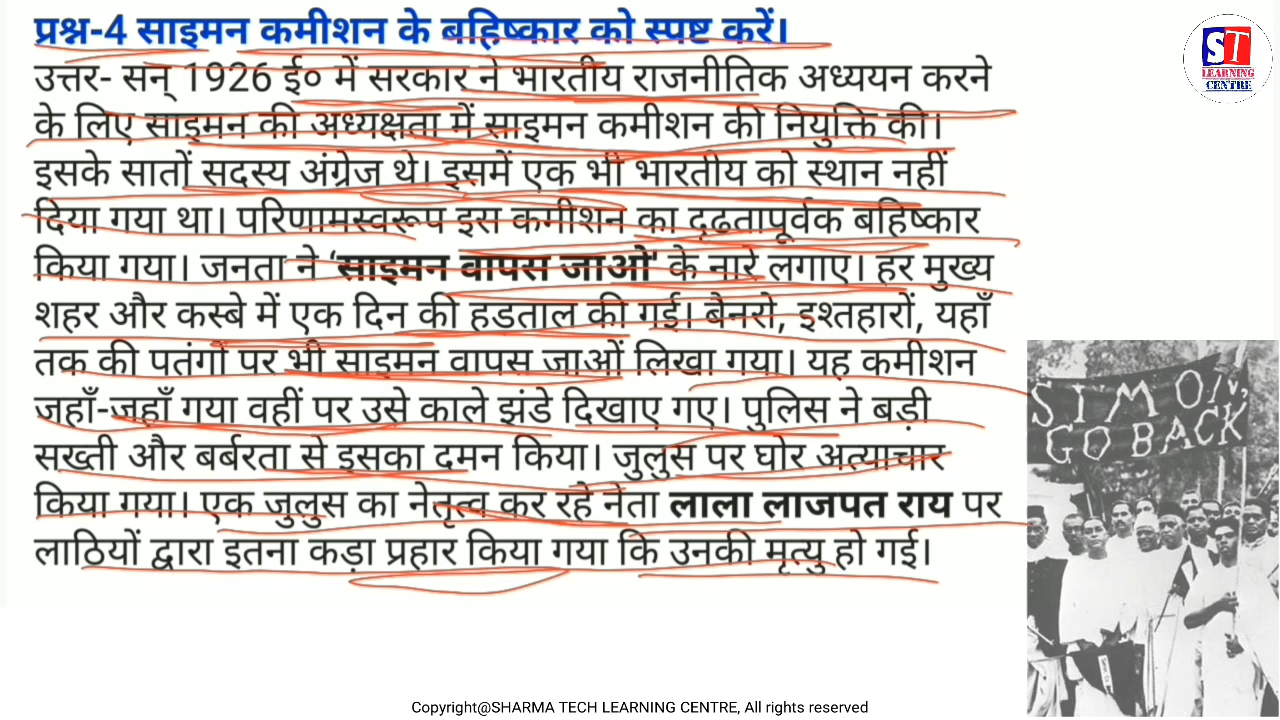 प्रश्न-4 साइमन कमीशन के बहिष्कार को स्पष्ट करें।
उत्तर- सन् 1926 ई० में सरकार ने भारतीय राजनीतिक अध्ययन करने
के लिए साइमन की अध्यक्षता में साइमन कमीशन की नियुक्ति की।
इसके सातों सदस्य अंग्रेज थे। इसमें एक भी भारतीय को स्थान नहीं
दिया गया था। परिणामस्वरूप इस कमीशन का दृढतापूर्वक बहिष्कार
किया गया। जनता ने 'साइमन वापस जाओ' के नारे लगाए। हर मुख्य
शहर और कस्बे में एक दिन की हडताल की गई। बेनरो, इश्तहारों, यहाँ
तक की पतंगों पर भी साइमन वापस जाओं लिखा गया। यह कमीशन
जहाँ-जहाँ गया वहीं पर उसे काले झंडे दिखाए गए। पुलिस ने बड़ी
सख्ती और बर्बरता से इसका दमन किया। जुलुस पर घोर अत्याचार
किया गया। एक जुलुस का नेतृत्व कर रहे नेता लाला लाजपत राय पर
लाठियों द्वारा इतना कड़ा प्रहार किया गया कि उनकी मृत्यु हो गई।
ST
LEARNING
CENTRE
SIMON,
GO BACK
Copyright@SHARMA TECH LEARNING CENTRE, All rights reserved